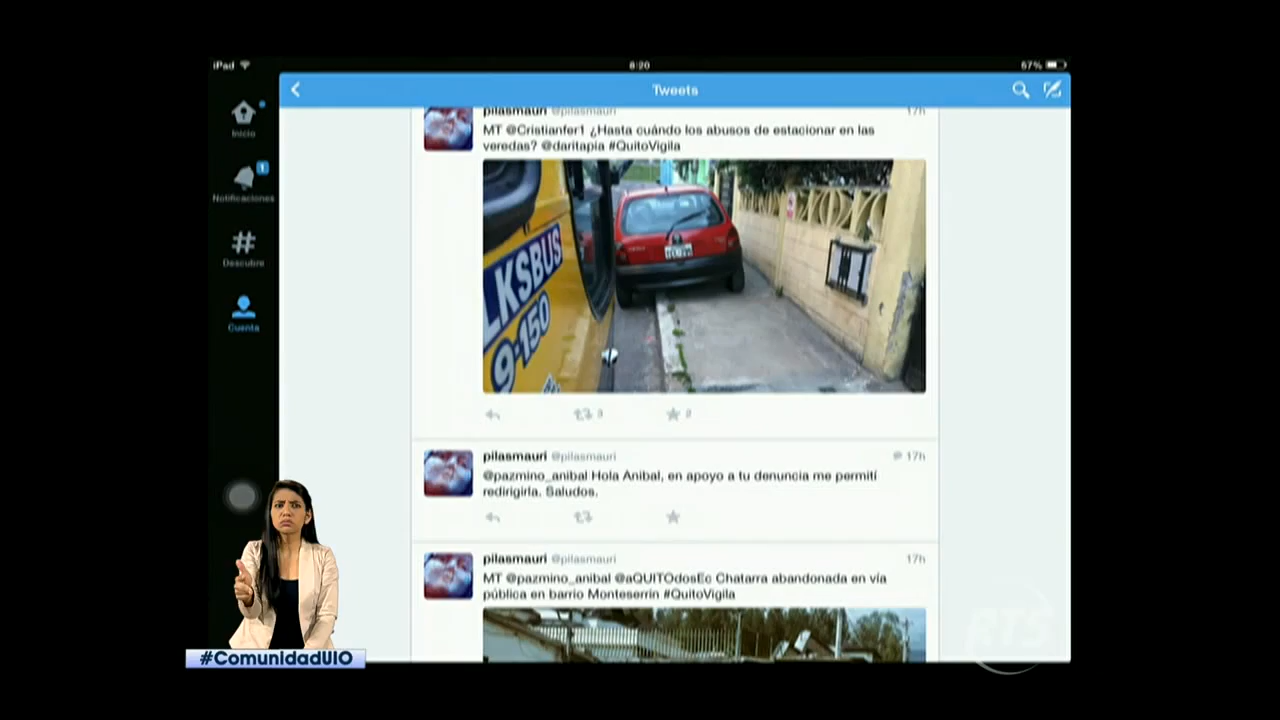 iPad
8:20
57%
Tweets
Inicio
1
Notificaciones
Descubre
Cuenta
pilasmauri @pilasmauri
17h
MT @Cristianfer1 ¿Hasta cuándo los abusos de estacionar en las
veredas? @daritapia #QuitoVigila
LKSBUS
9-150
3
pilasmauri @pilasmauri
17h
@pazmino_anibal Hola Anibal, en apoyo a tu denuncia me permití
redirigirla. Saludos.
pilasmauri @pilasmauri
17h
MT @pazmino_anibal @aQUITOdosEc Chatarra abandonada en vía
pública en barrio Monteserrin #QuitoVigila
RTS
#ComunidadUIO